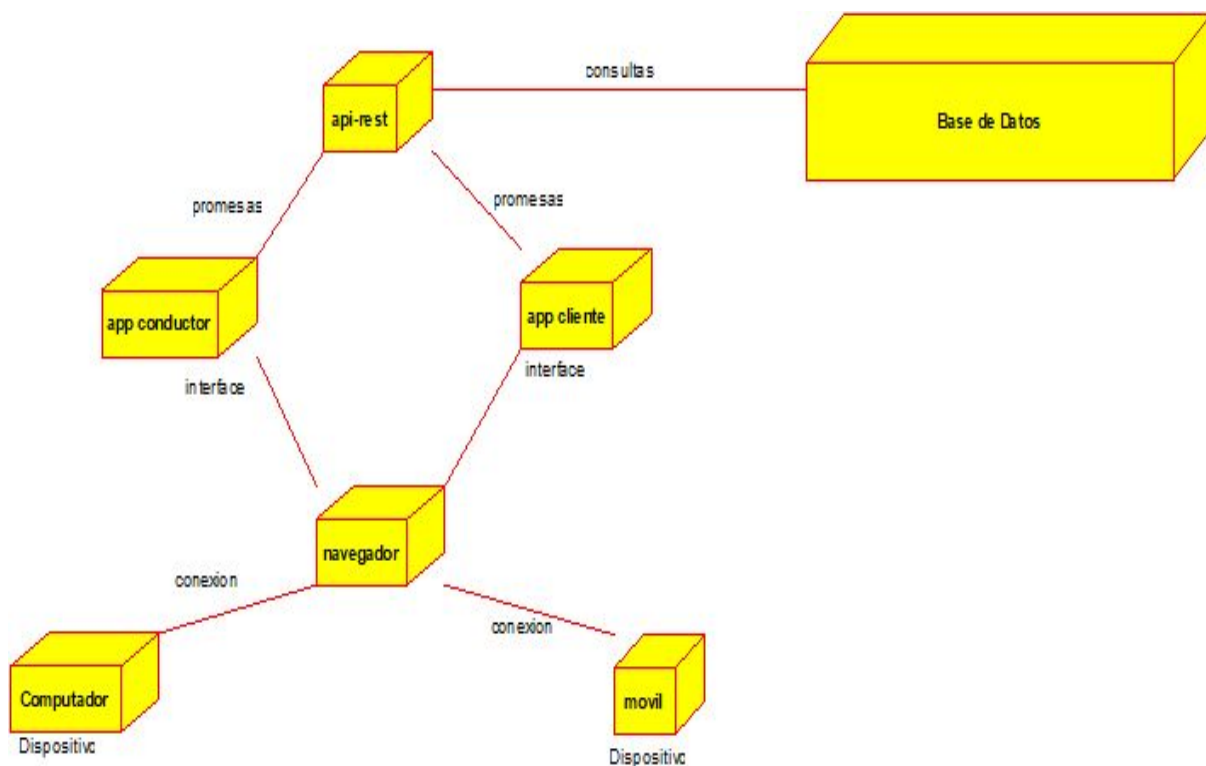 consultas
api-rest
Base de Datos
promesas
promesas
app conductor
app cliente
interface
interface
navegador
conexion
conexion
Computador
movil
Dispositivo
Dispositivo